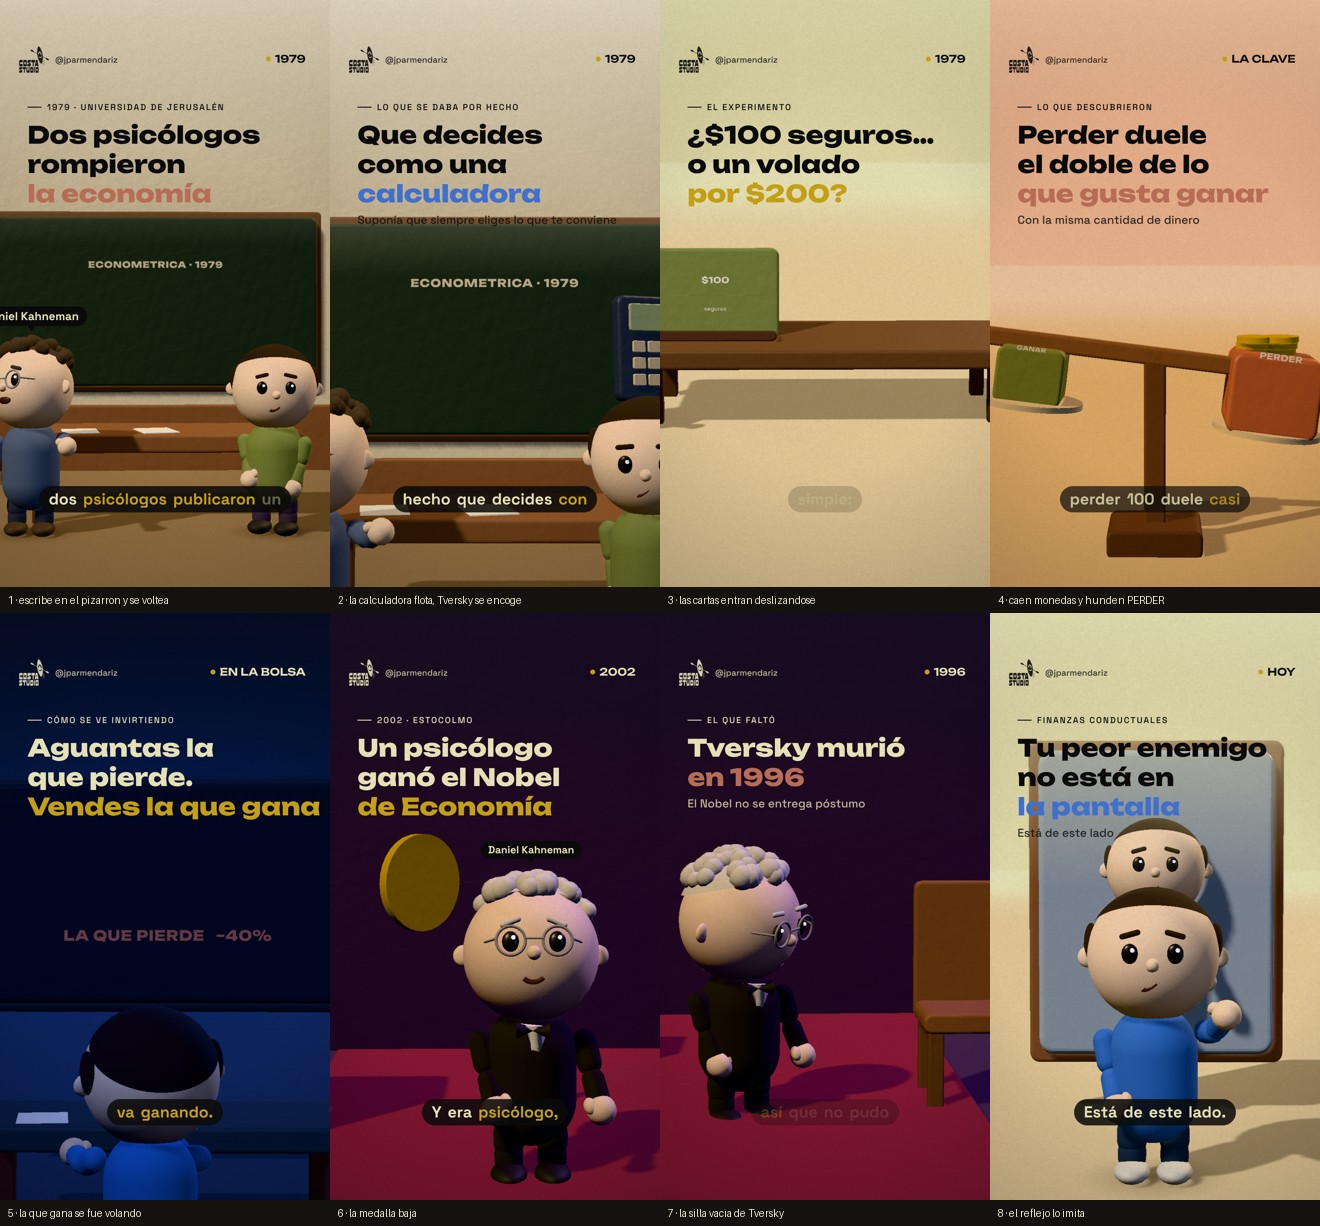 COSTA
STUDIO
@jparmendariz
1979
1979 · UNIVERSIDAD DE JERUSALÉN
Dos psicólogos
rompieron
la economía
ECONOMETRICA · 1979
niel Kahneman
dos psicólogos publicaron un
1 · escribe en el pizarron y se voltea
COSTA
STUDIO
@jparmendariz
1979
LO QUE SE DABA POR HECHO
Que decides
como una
calculadora
Suponía que siempre eliges lo que te conviene
ECONOMETRICA · 1979
hecho que decides con
2 · la calculadora flota, Tversky se encoge
COSTA
STUDIO
@jparmendariz
1979
EL EXPERIMENTO
¿$100 seguros...
o un volado
por $200?
$100
seguros
simple:
3 · las cartas entran deslizandose
COSTA
STUDIO
@jparmendariz
LA CLAVE
LO QUE DESCUBRIERON
Perder duele
el doble de lo
que gusta ganar
Con la misma cantidad de dinero
GANAR
PERDER
perder 100 duele casi
4 · caen monedas y hunden PERDER
COSTA
STUDIO
@jparmendariz
EN LA BOLSA
CÓMO SE VE INVIRTIENDO
Aguantas la
que pierde.
Vendes la que gana
LA QUE PIERDE −40%
va ganando.
5 · la que gana se fue volando
COSTA
STUDIO
@jparmendariz
2002
2002 · ESTOCOLMO
Un psicólogo
ganó el Nobel
de Economía
Daniel Kahneman
Y era psicólogo,
6 · la medalla baja
COSTA
STUDIO
@jparmendariz
1996
EL QUE FALTÓ
Tversky murió
en 1996
El Nobel no se entrega póstumo
así que no pudo
7 · la silla vacia de Tversky
COSTA
STUDIO
@jparmendariz
HOY
FINANZAS CONDUCTUALES
Tu peor enemigo
no está en
la pantalla
Está de este lado
Está de este lado.
8 · el reflejo lo imita